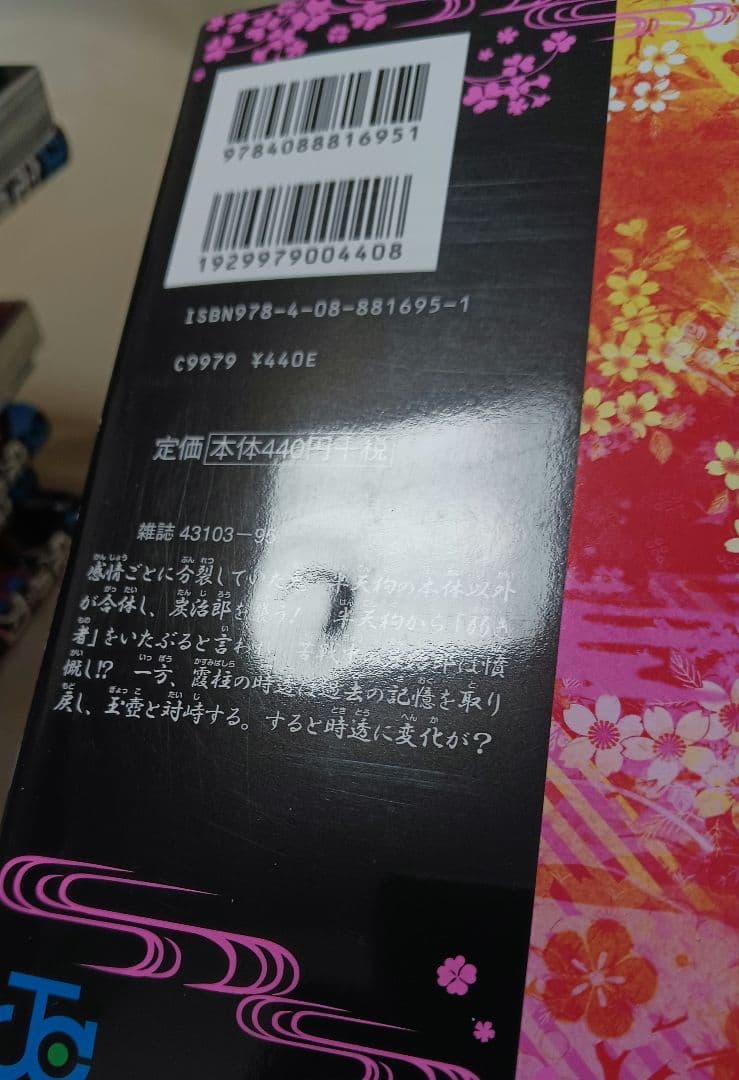 9784088816951
1929979004408
ISBN978-4-08-881695-1
C9979 ¥440E
定価 本体440円+税
雑誌 43103-95
感情ごとに分裂していた 半天狗の本体以外
が合体し、炭治郎を襲う! 半天狗から「弱き
者」をいたぶると言われ 苦戦中 は憤
慨し!? 一方、霞柱の時透は過去の記憶を取り
戻し、玉壺と対峙する。すると時透に変化が?
JC